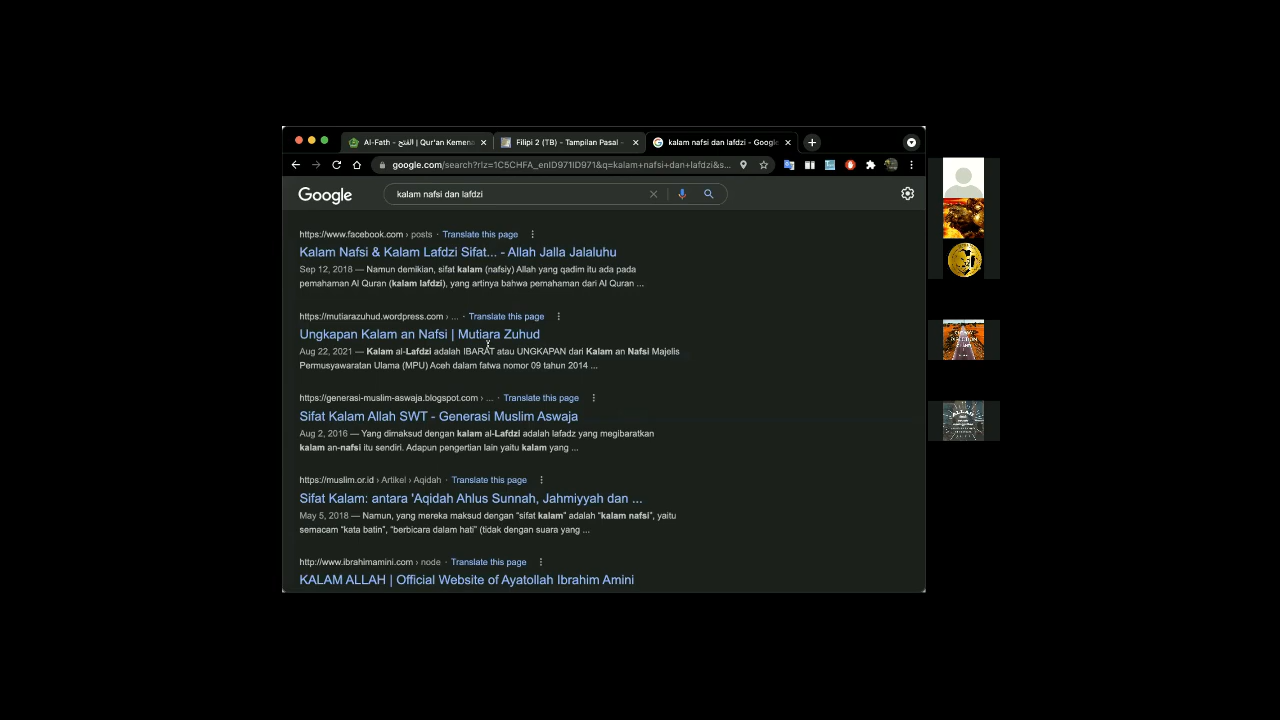 Al-Fath - الفتح | Qur'an Kemena
Filipi 2 (TB) - Tampilan Pasal -
kalam nafsi dan lafdzi - Google
google.com/search?rlz=1C5CHFA_enID971ID971&q=kalam+nafsi+dan+lafdzi&s...
Google
kalam nafsi dan lafdzi
https://www.facebook.com › posts · Translate this page
Kalam Nafsi & Kalam Lafdzi Sifat... - Allah Jalla Jalaluhu
Sep 12, 2018 — Namun demikian, sifat kalam (nafsiy) Allah yang qadim itu ada pada
pemahaman Al Quran (kalam lafdzi), yang artinya bahwa pemahaman dari Al Quran ...
https://mutiarazuhud.wordpress.com › ... · Translate this page
Ungkapan Kalam an Nafsi | Mutiara Zuhud
Aug 22, 2021 — Kalam al-Lafdzi adalah IBARAT atau UNGKAPAN dari Kalam an Nafsi Majelis
Permusyawaratan Ulama (MPU) Aceh dalam fatwa nomor 09 tahun 2014 ...
https://generasi-muslim-aswaja.blogspot.com › ... · Translate this page
Sifat Kalam Allah SWT - Generasi Muslim Aswaja
Aug 2, 2016 — Yang dimaksud dengan kalam al-Lafdzi adalah lafadz yang megibaratkan
kalam an-nafsi itu sendiri. Adapun pengertian lain yaitu kalam yang ...
https://muslim.or.id › Artikel › Aqidah · Translate this page
Sifat Kalam: antara 'Aqidah Ahlus Sunnah, Jahmiyyah dan ...
May 5, 2018 — Namun, yang mereka maksud dengan “sifat kalam” adalah “kalam nafsi”, yaitu
semacam “kata batin”, “berbicara dalam hati” (tidak dengan suara yang ...
http://www.ibrahimamini.com › node · Translate this page
KALAM ALLAH | Official Website of Ayatollah Ibrahim Amini
ALLAH